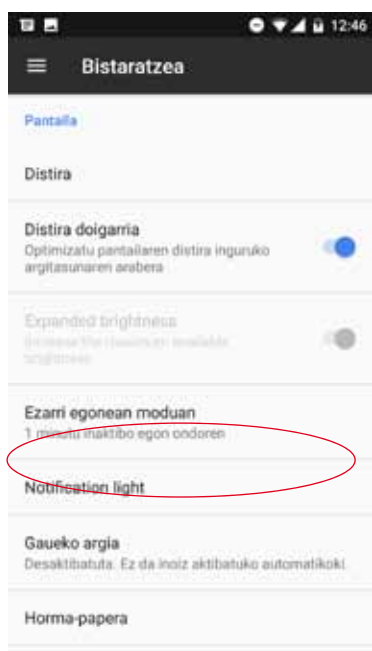 12:46
Bistaratzea
Pantaila
Distira
Distira doigarria
Optimizatu pantailaren distira inguruko
argitasunaren arabera
Expanded brightness
brightness
Ezarri egonean moduan
1 minutu inaktibo egon ondoren
Notification light
Gaueko argia
Desaktibatuta. Ez da inoiz aktibatuko automatikoki.
Horma-papera